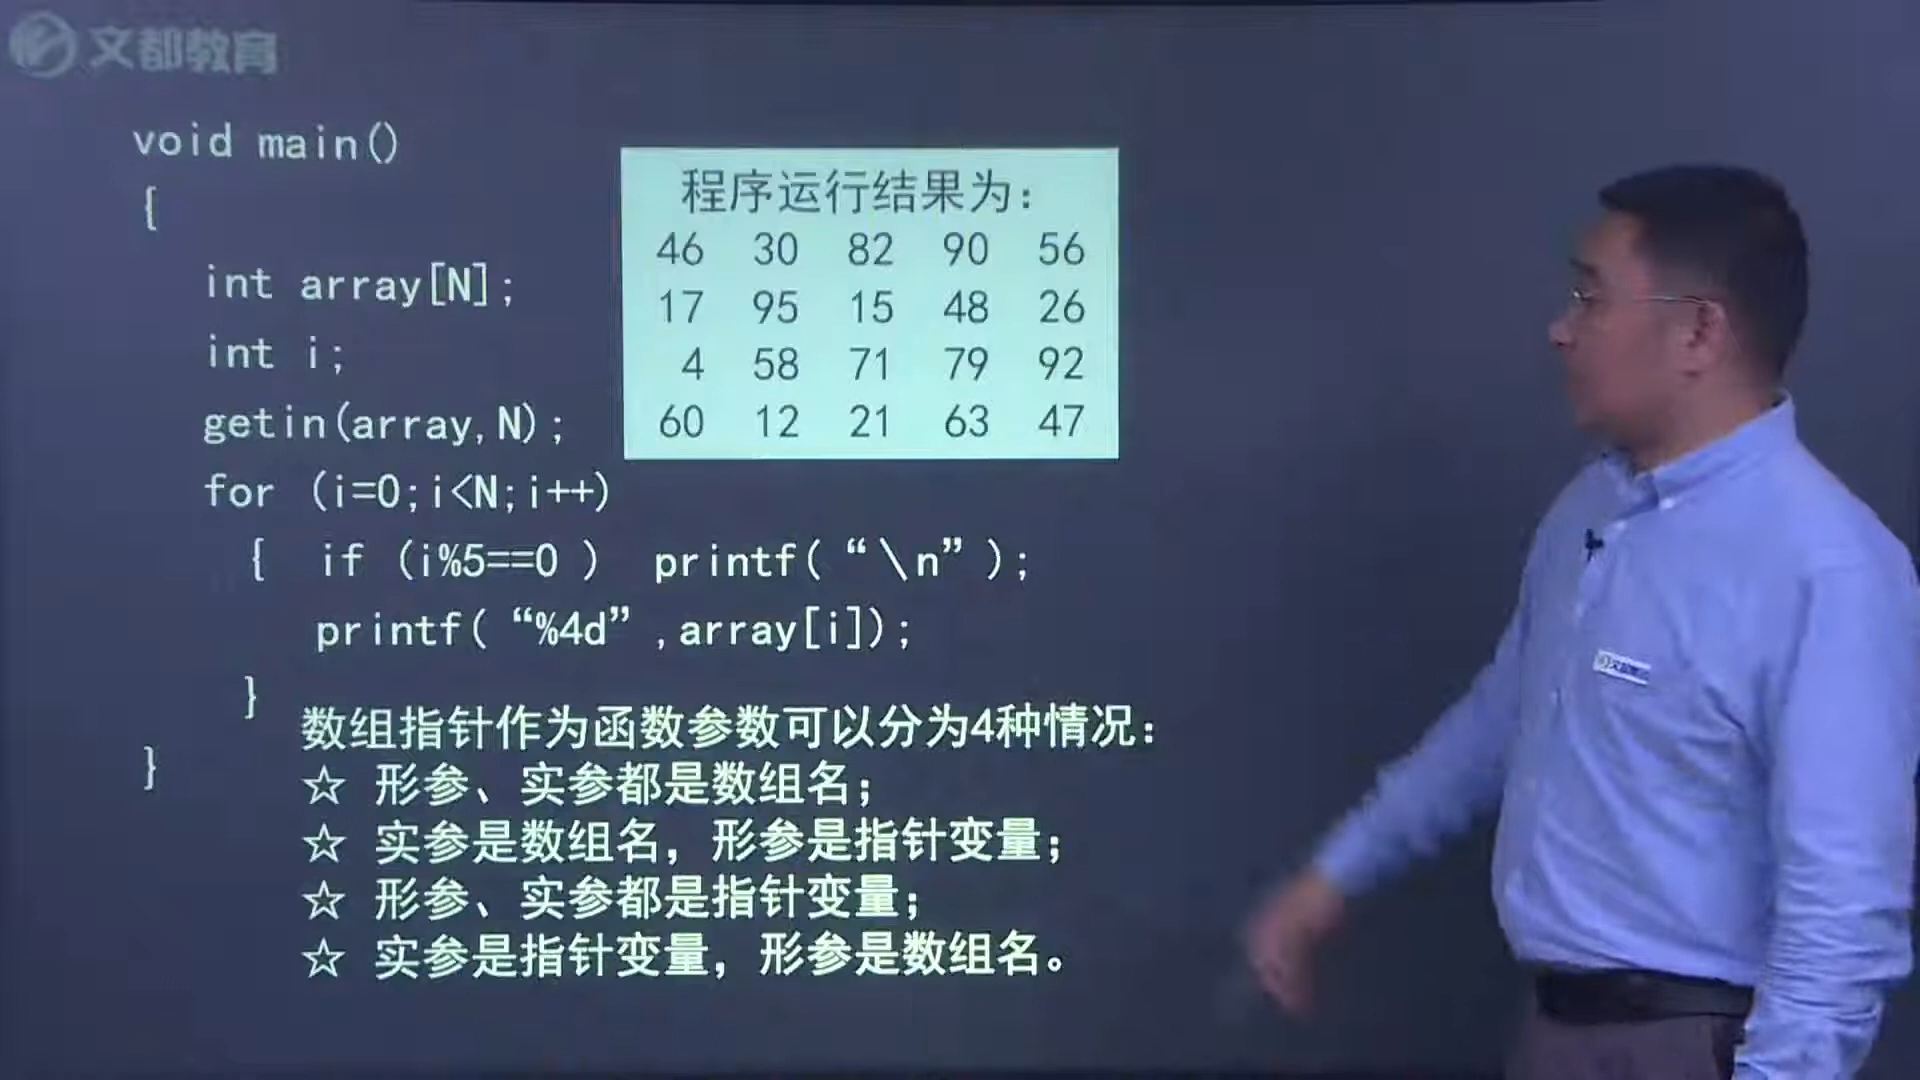 文都教育
void main()
{
int array[N];
int i;
getin(array,N);
for (i=0;i<N;i++)
{ if (i%5==0 ) printf(“\n”);
printf(“%4d”,array[i]);
}
}
程序运行结果为：
46 30 82 90 56
17 95 15 48 26
4 58 71 79 92
60 12 21 63 47
数组指针作为函数参数可以分为4种情况：
☆ 形参、实参都是数组名；
☆ 实参是数组名，形参是指针变量；
☆ 形参、实参都是指针变量；
☆ 实参是指针变量，形参是数组名。